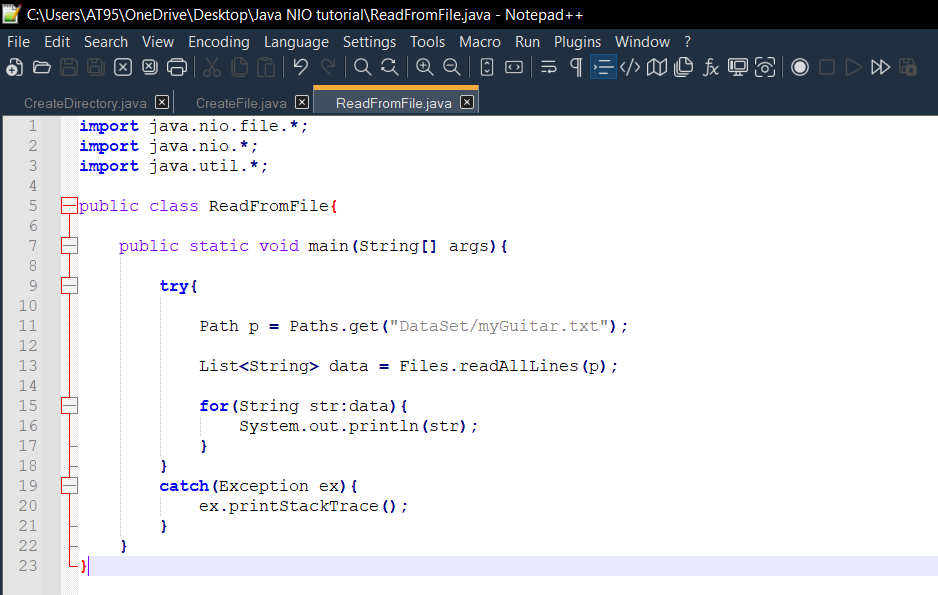 C:\Users\AT95\OneDrive\Desktop\Java NIO tutorial\ReadFromFile.java - Notepad++
File Edit Search View Encoding Language Settings Tools Macro Run Plugins Window ?
CreateDirectory.java CreateFile.java ReadFromFile.java
1 import java.nio.file.*;
2 import java.nio.*;
3 import java.util.*;
4
5 public class ReadFromFile{
6
7 public static void main(String[] args){
8
9 try{
10
11 Path p = Paths.get("DataSet/myGuitar.txt");
12
13 List<String> data = Files.readAllLines(p);
14
15 for(String str:data){
16 System.out.println(str);
17 }
18 }
19 catch(Exception ex){
20 ex.printStackTrace();
21 }
22 }
23 }